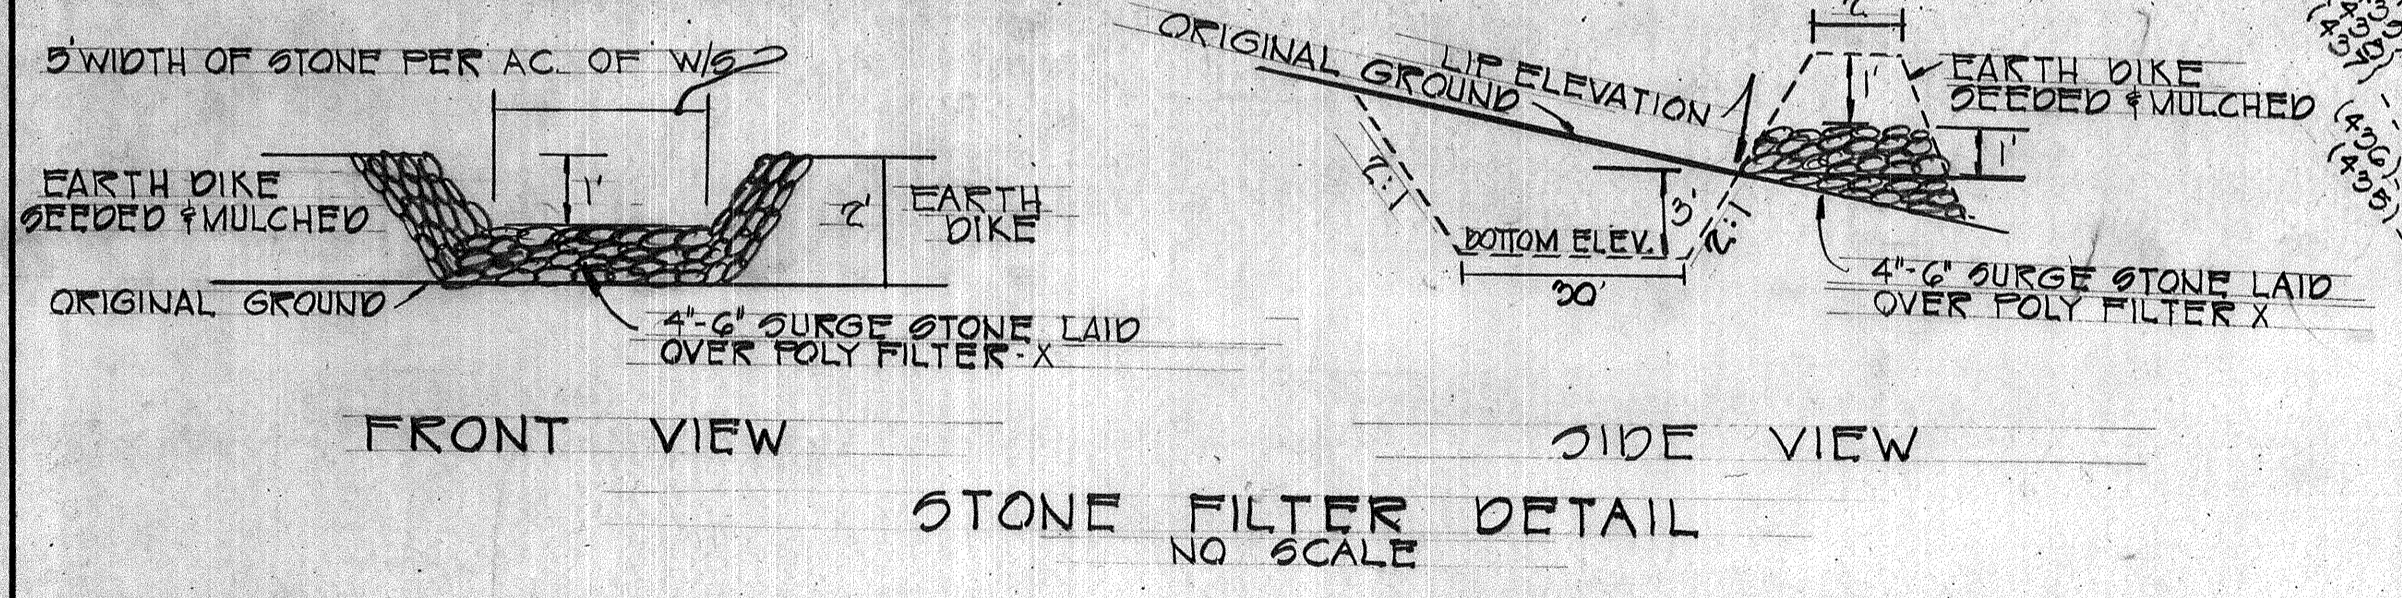 5' WIDTH OF STONE PER AC. OF W/S
1'
EARTH DIKE
SEEDED & MULCHED
2'
EARTH
DIKE
ORIGINAL GROUND
4"-6" SURGE STONE LAID
OVER POLY FILTER-X
FRONT VIEW
ORIGINAL GROUND
LIP ELEVATION
1'
EARTH DIKE
SEEDED & MULCHED
1'
2:1
3'
2:1
BOTTOM ELEV.
30'
4"-6" SURGE STONE LAID
OVER POLY FILTER X
SIDE VIEW
STONE FILTER DETAIL
NO SCALE
(436)
(435)